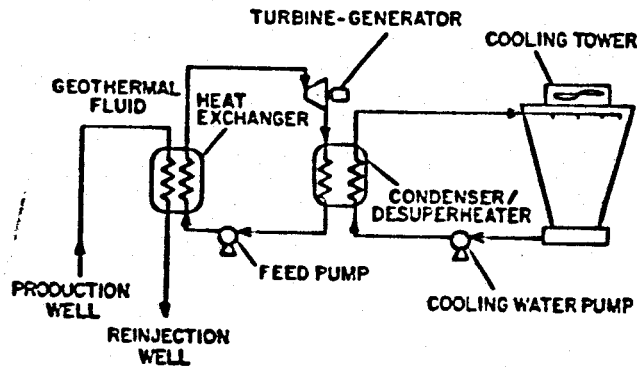 TURBINE-GENERATOR
COOLING TOWER
GEOTHERMAL
FLUID
HEAT
EXCHANGER
CONDENSER/
DESUPERHEATER
FEED PUMP
PRODUCTION
WELL
COOLING WATER PUMP
REINJECTION
WELL